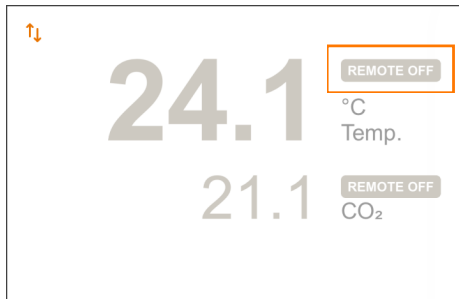 24.1 REMOTE OFF
°C
Temp.
21.1 REMOTE OFF
CO₂